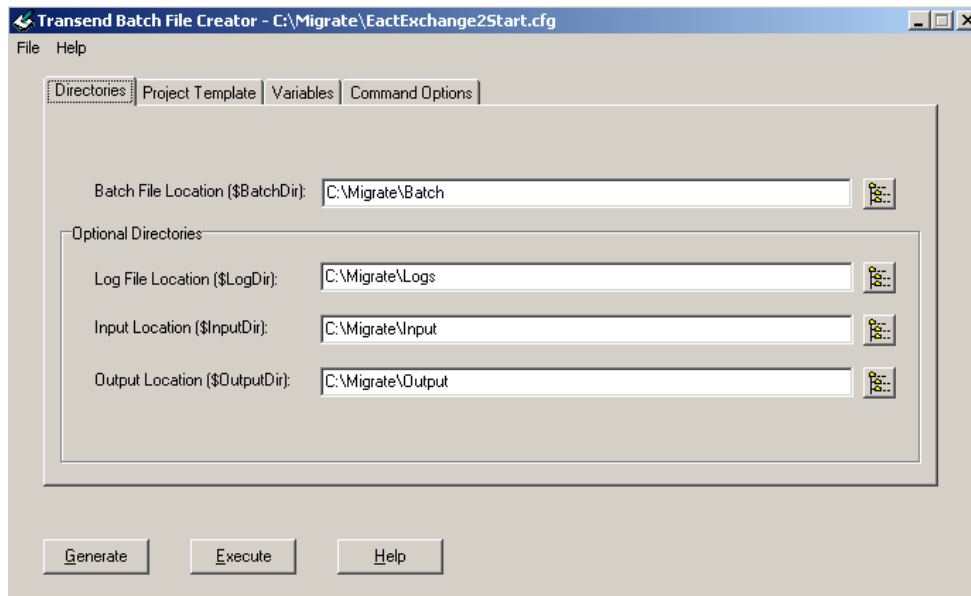 Transend Batch File Creator - C:\Migrate\EactExchange2Start.cfg
File Help
Directories Project Template Variables Command Options
Batch File Location ($BatchDir): C:\Migrate\Batch
Optional Directories
Log File Location ($LogDir): C:\Migrate\Logs
Input Location ($InputDir): C:\Migrate\Input
Output Location ($OutputDir): C:\Migrate\Output
Generate Execute Help